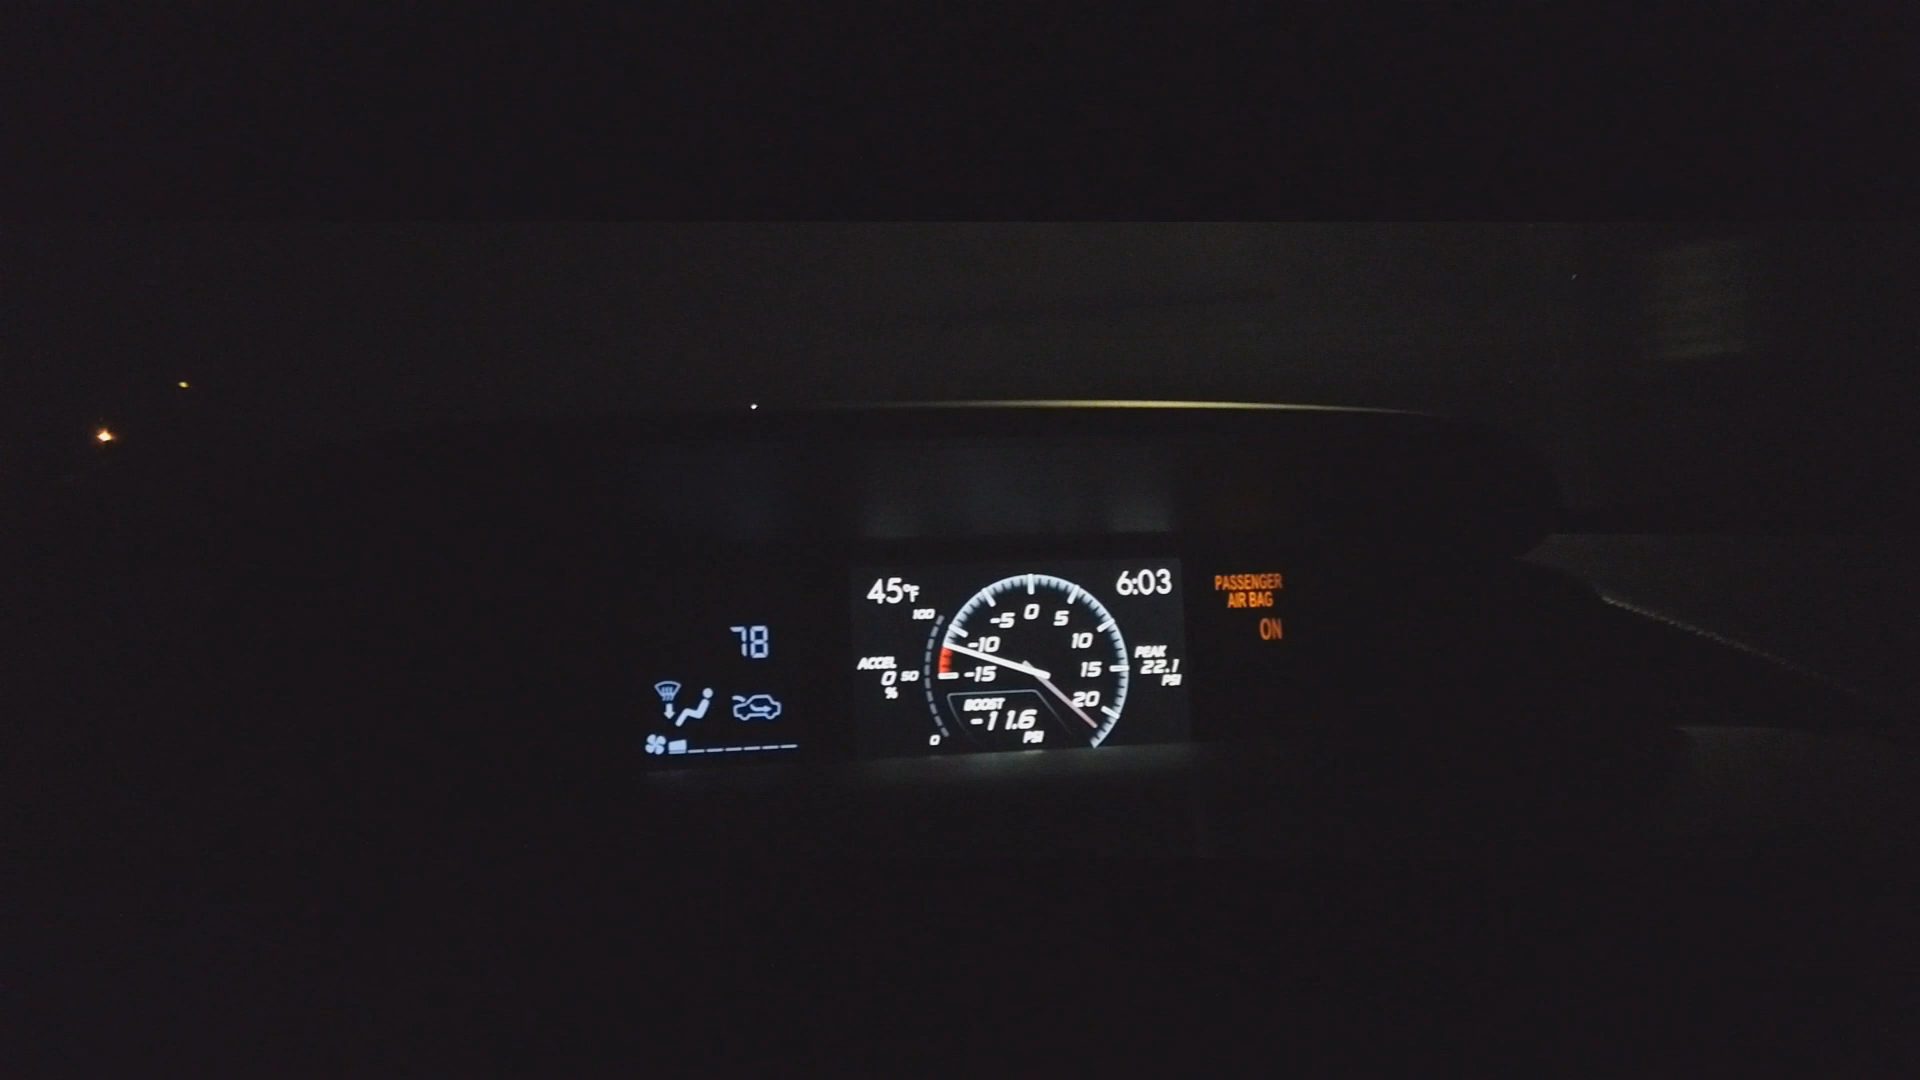 45°F
6:03
100
-5 0 5
-10 10
-15 15
20
ACCEL
0
%
50
0
PEAK
22.1
PSI
BOOST
-11.6
PSI
78
PASSENGER
AIR BAG
ON